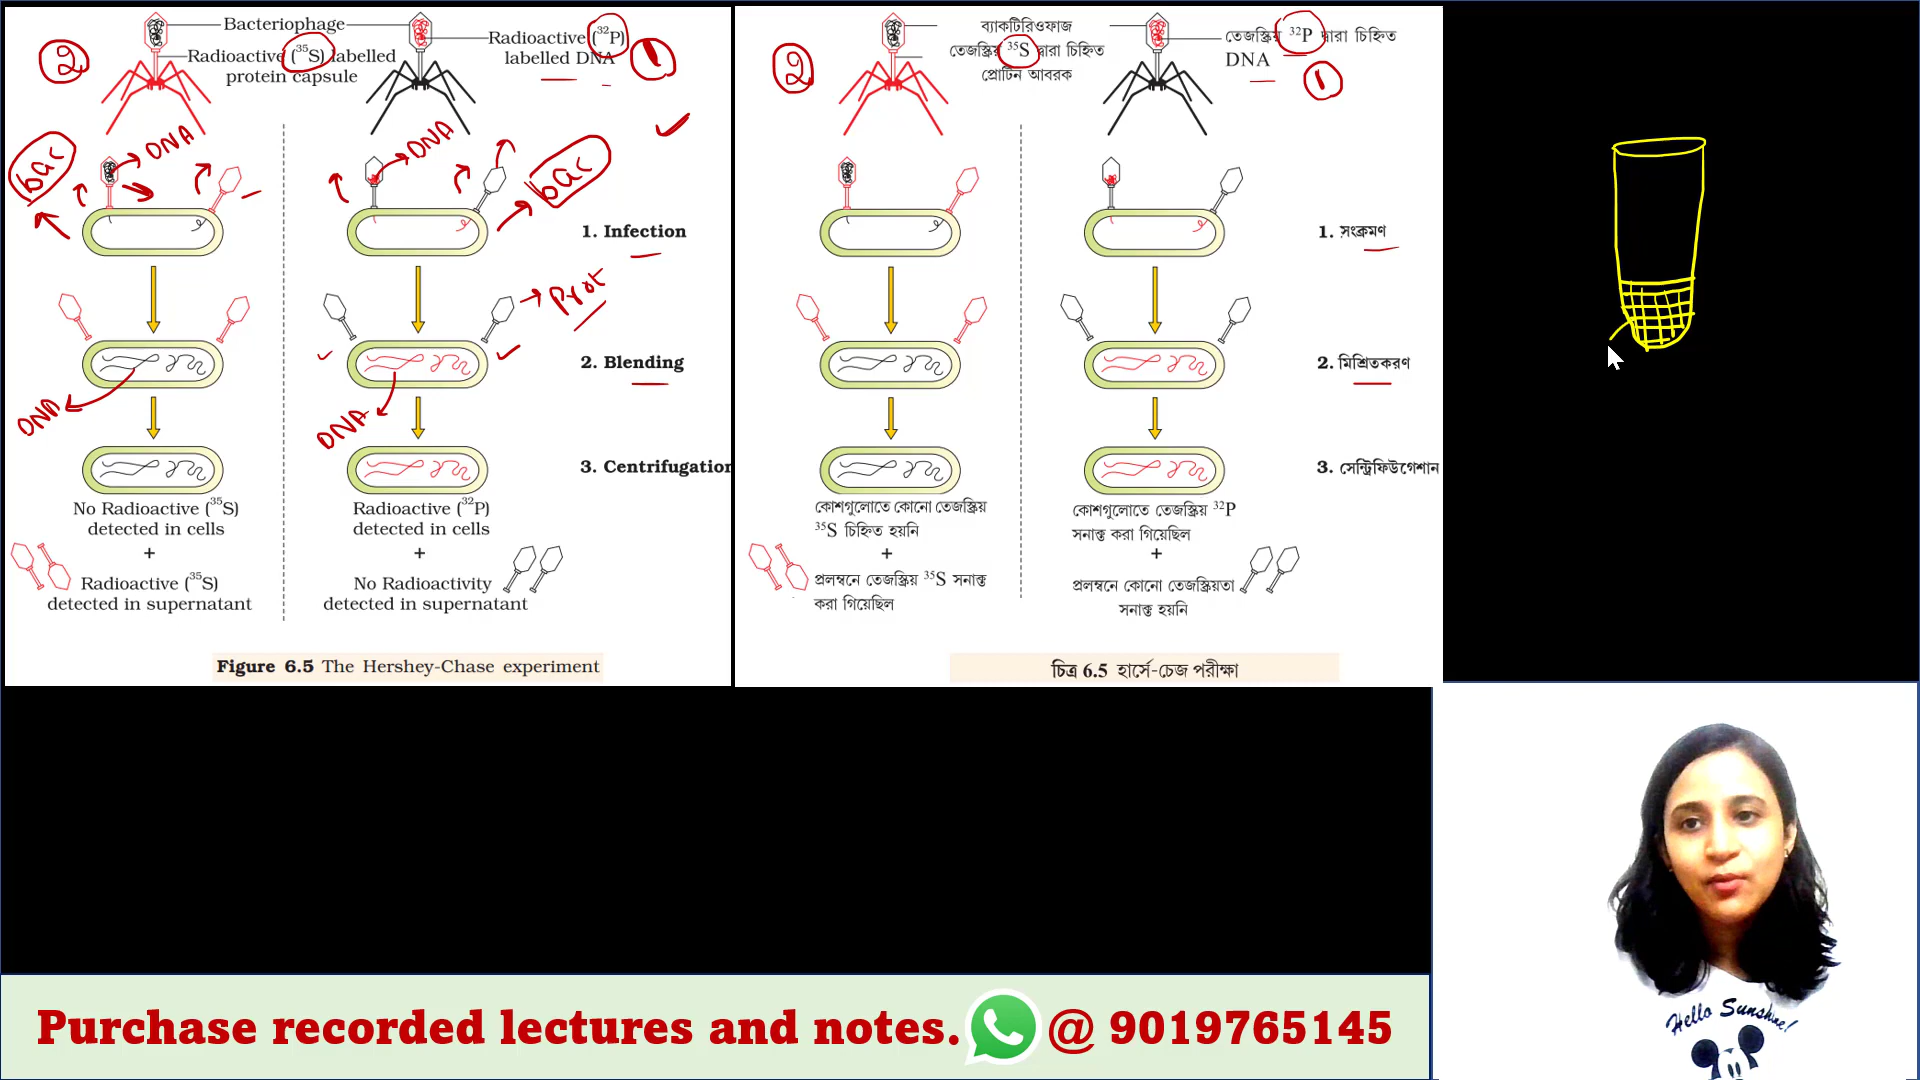 Bacteriophage
Radioactive (35S) labelled
protein capsule
Radioactive (32P)
labelled DNA
2
1
bac
DNA
DNA
bac
1. Infection
Prot
2. Blending
DNA
DNA
3. Centrifugation
No Radioactive (35S)
detected in cells
+
Radioactive (35S)
detected in supernatant
Radioactive (32P)
detected in cells
+
No Radioactivity
detected in supernatant
Figure 6.5 The Hershey-Chase experiment
ব্যাকটিরিওফাজ
তেজস্ক্রিয় 35S দ্বারা চিহ্নিত
প্রোটিন আবরক
তেজস্ক্রিয় 32P দ্বারা চিহ্নিত
DNA
2
1
1. সংক্রমণ
2. মিশ্রিতকরণ
3. সেন্ট্রিফিউগেশান
কোশগুলোতে কোনো তেজস্ক্রিয়
35S চিহ্নিত হয়নি
+
প্রলম্বনে তেজস্ক্রিয় 35S সনাক্ত
করা গিয়েছিল
কোশগুলোতে তেজস্ক্রিয় 32P
সনাক্ত করা গিয়েছিল
+
প্রলম্বনে কোনো তেজস্ক্রিয়তা
সনাক্ত হয়নি
চিত্র 6.5 হার্সে-চেজ পরীক্ষা
Hello Sunshine!
Purchase recorded lectures and notes. @ 9019765145